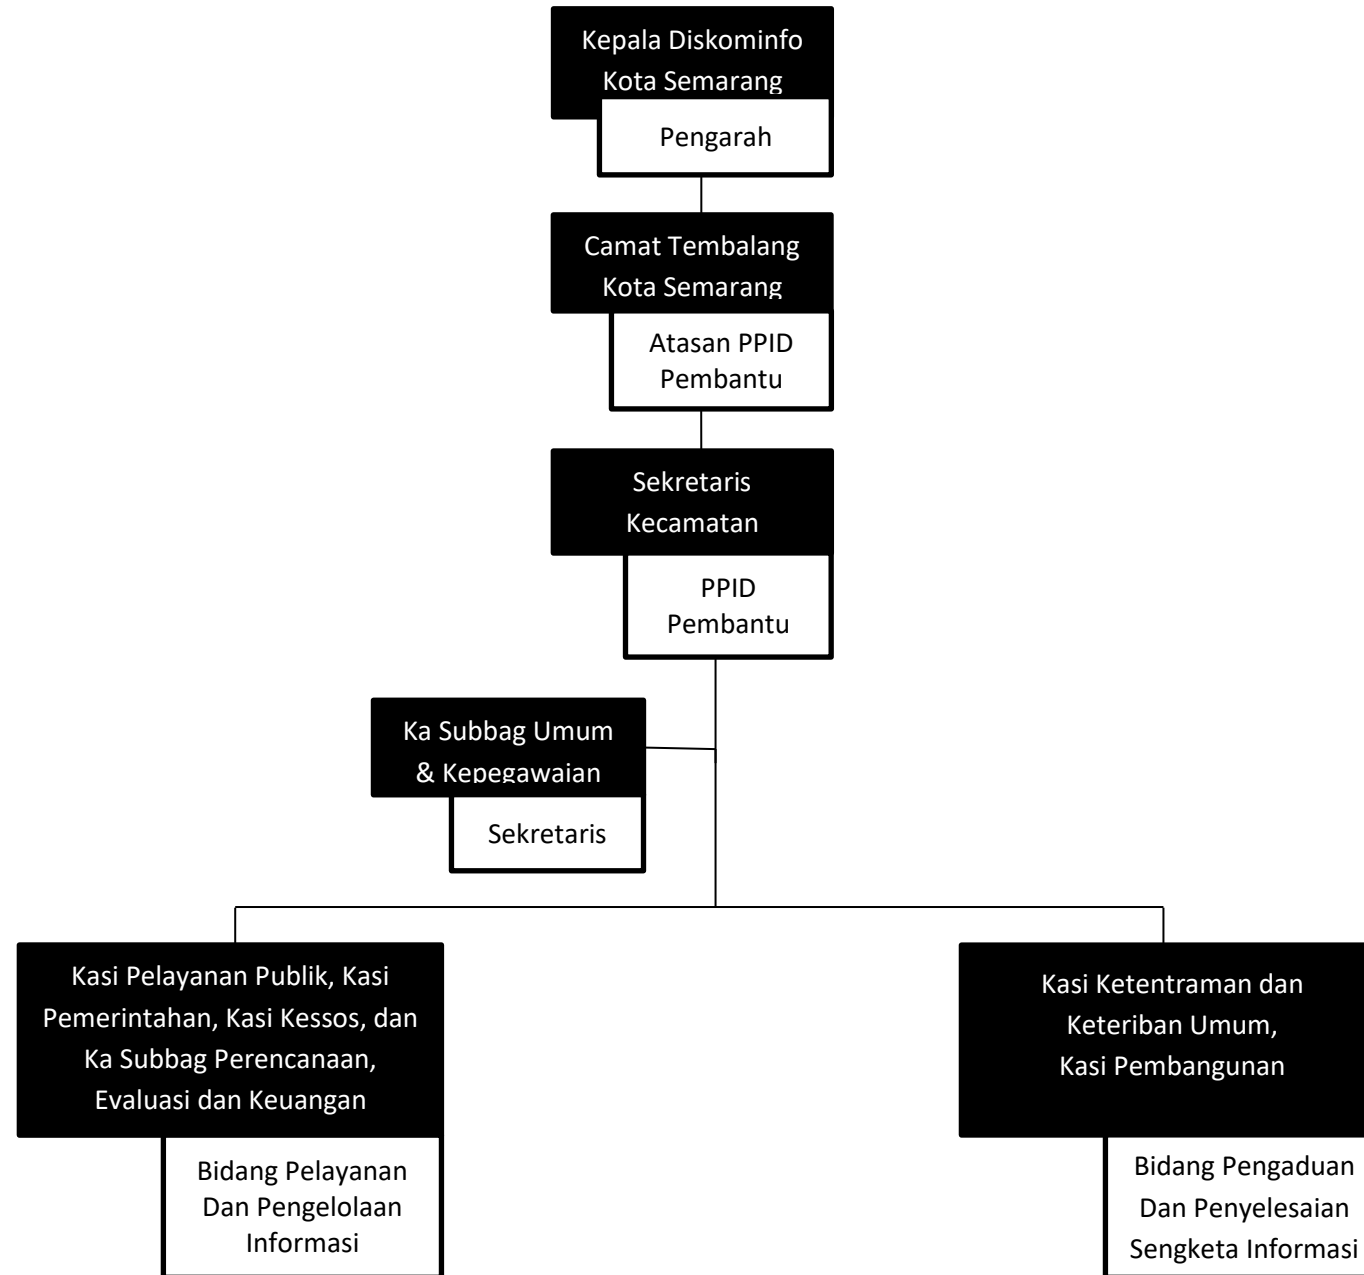 Kepala Diskominfo
Kota Semarang
Pengarah
Camat Tembalang
Kota Semarang
Atasan PPID
Pembantu
Sekretaris
Kecamatan
PPID
Pembantu
Ka Subbag Umum
& Kepegawaian
Sekretaris
Kasi Pelayanan Publik, Kasi
Pemerintahan, Kasi Kessos, dan
Ka Subbag Perencanaan,
Evaluasi dan Keuangan
Bidang Pelayanan
Dan Pengelolaan
Informasi
Kasi Ketentraman dan
Keteriban Umum,
Kasi Pembangunan
Bidang Pengaduan
Dan Penyelesaian
Sengketa Informasi